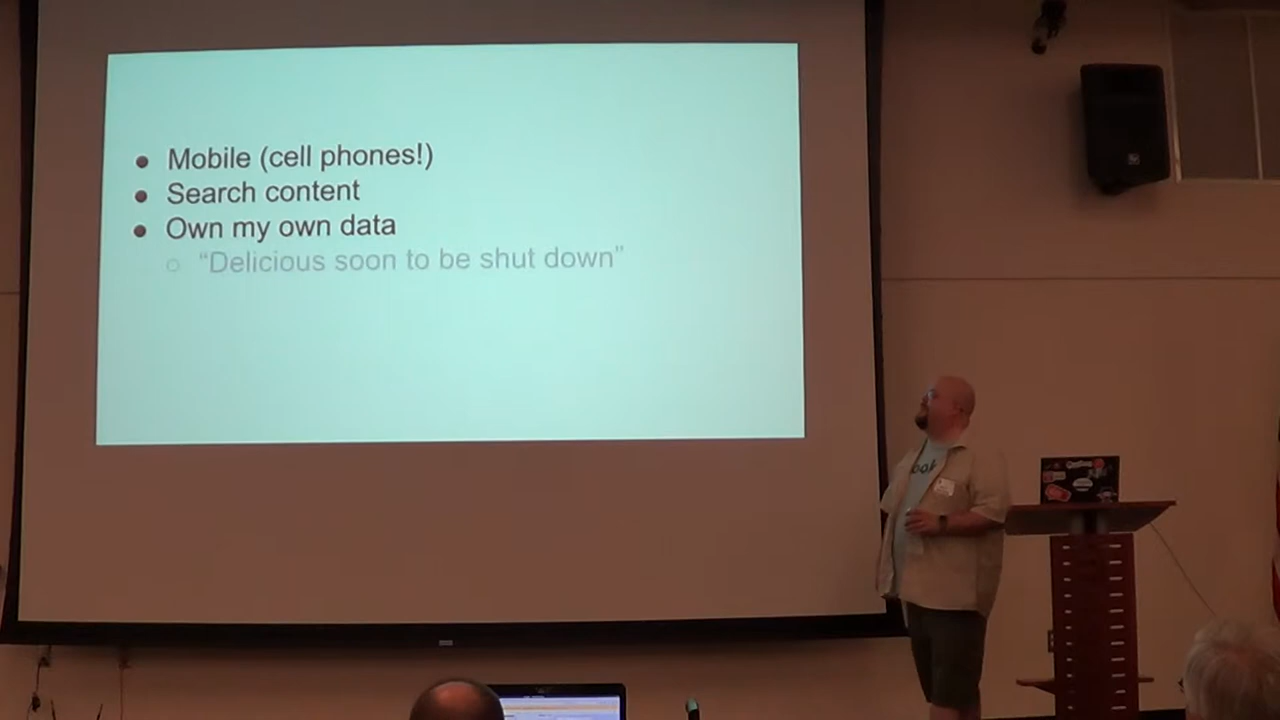 ● Mobile (cell phones!)
● Search content
● Own my own data
○ “Delicious soon to be shut down”